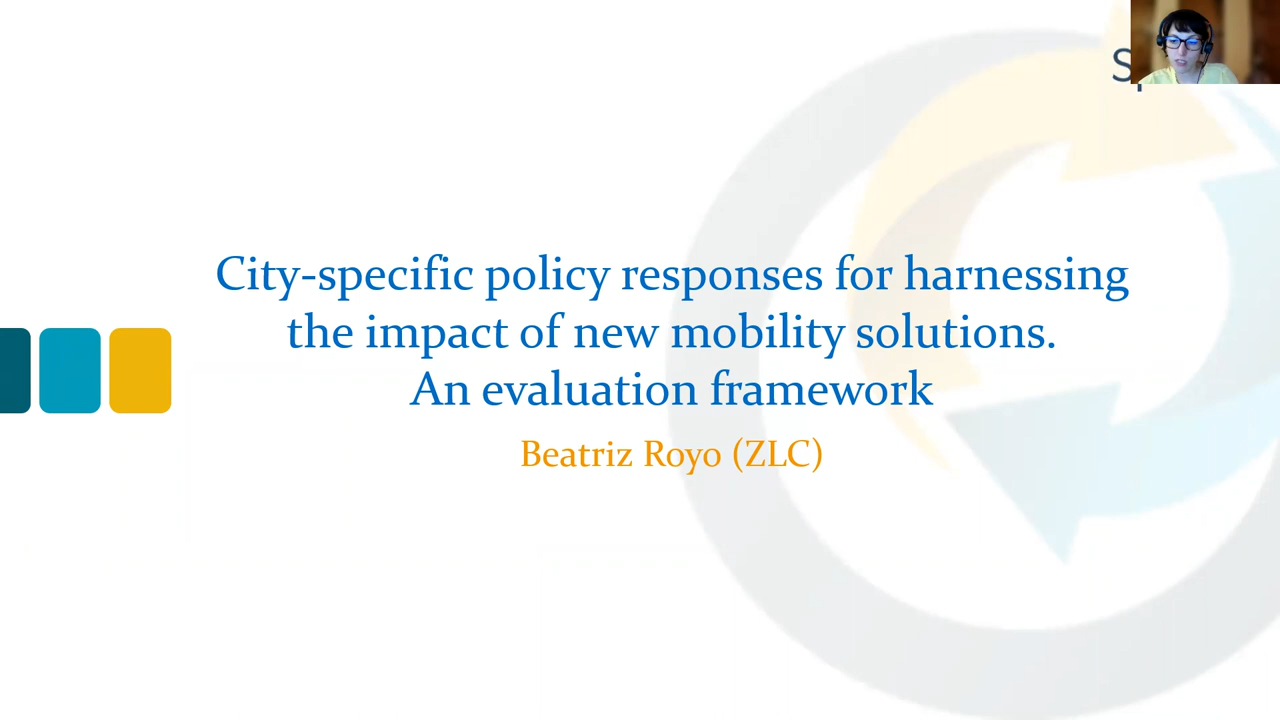 City-specific policy responses for harnessing
the impact of new mobility solutions.
An evaluation framework
Beatriz Royo (ZLC)